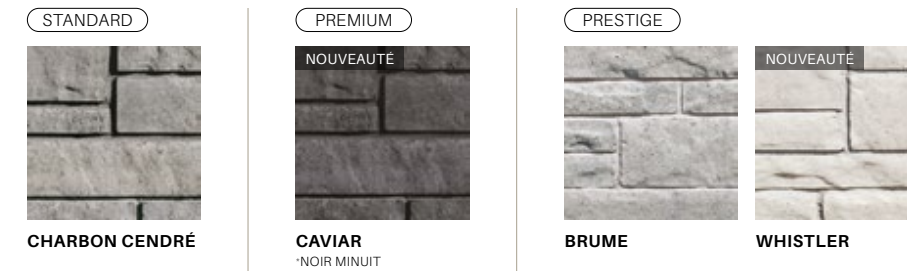 STANDARD
PREMIUM
PRESTIGE
NOUVEAUTÉ
NOUVEAUTÉ
CHARBON CENDRÉ
CAVIAR
BRUME
WHISTLER
*NOIR MINUIT